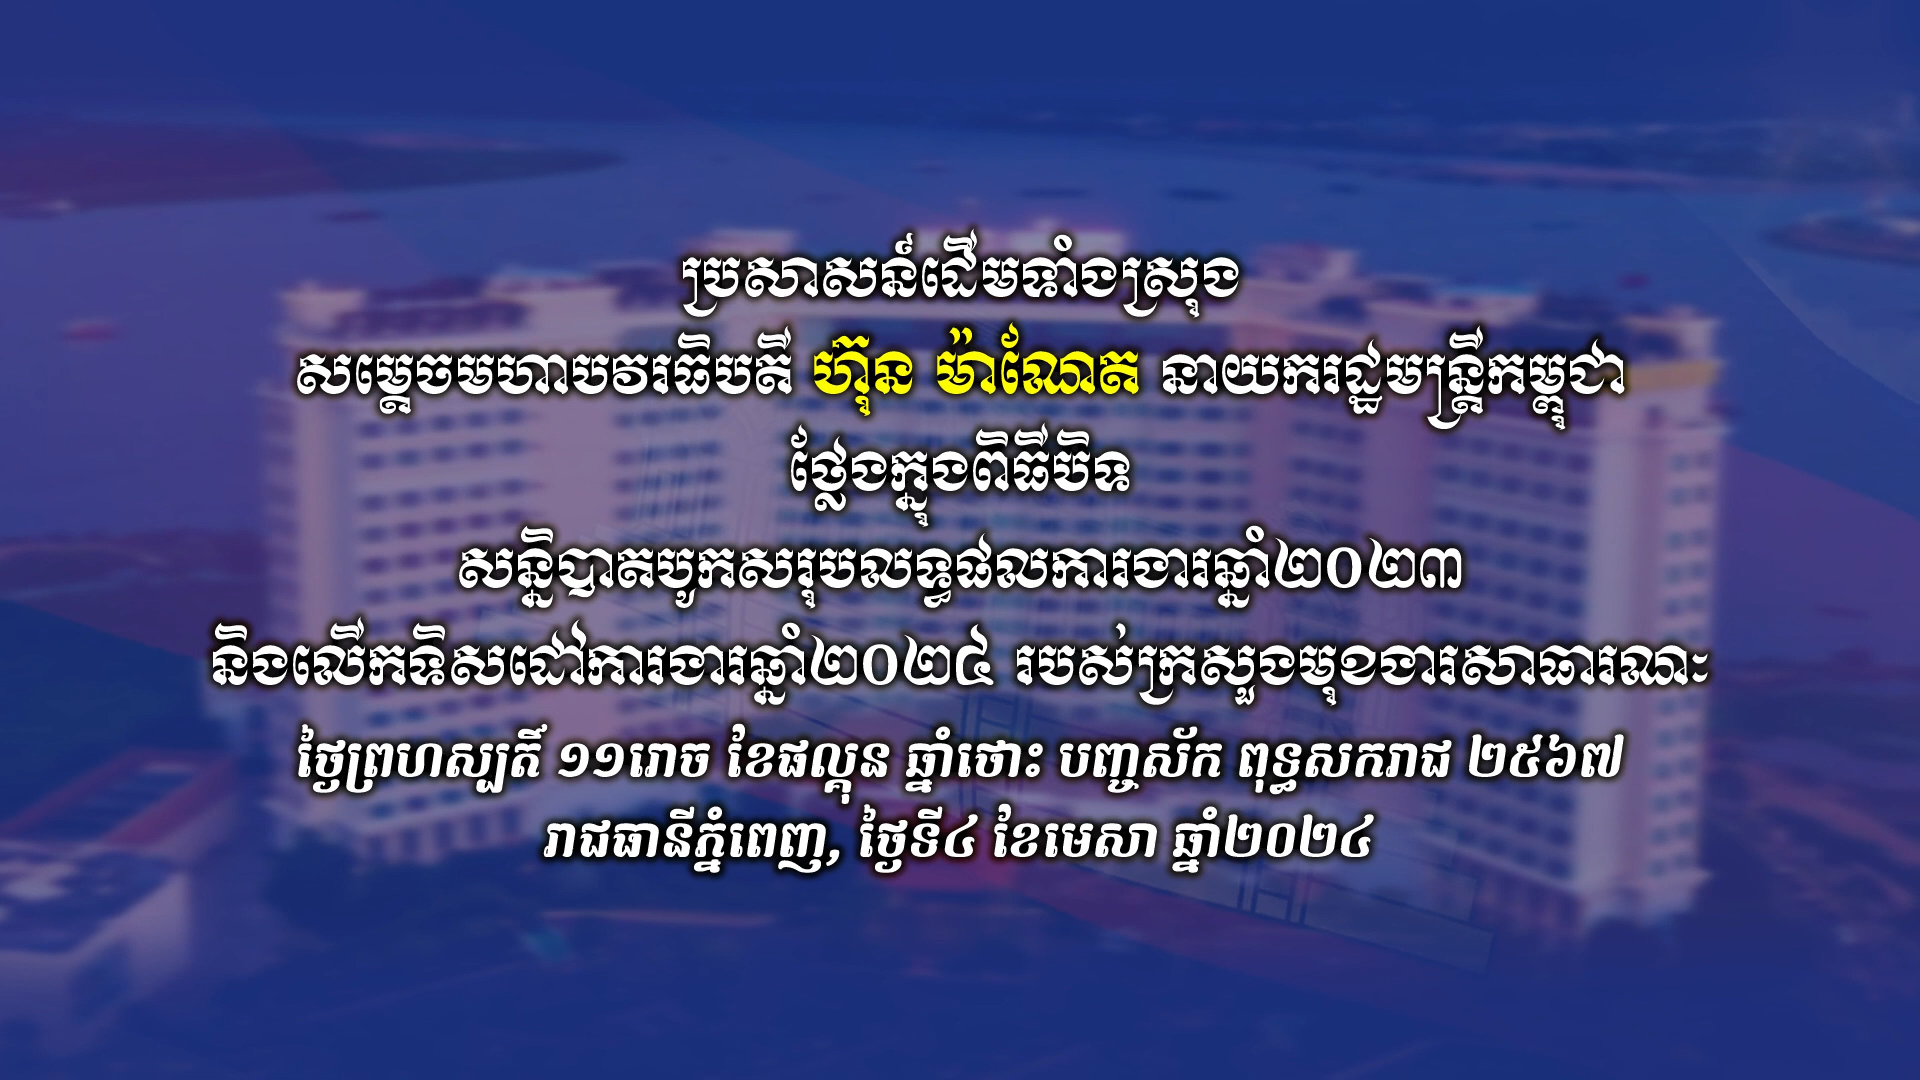 ប្រសាសន៍ដើមទាំងស្រុង
សម្តេចមហាបវរធិបតី ហ៊ុន ម៉ាណែត នាយករដ្ឋមន្ត្រីកម្ពុជា
ថ្លែងក្នុងពិធីបិទ
សន្និបាតបូកសរុបលទ្ធផលការងារឆ្នាំ២០២៣
និងលើកទិសដៅការងារឆ្នាំ២០២៥ របស់ក្រសួងមុខងារសាធារណៈ
ថ្ងៃព្រហស្បតិ៍ ១១រោច ខែផល្គុន ឆ្នាំថោះ បញ្ចស័ក ពុទ្ធសករាជ ២៥៦៧
រាជធានីភ្នំពេញ, ថ្ងៃទី៤ ខែមេសា ឆ្នាំ២០២៤